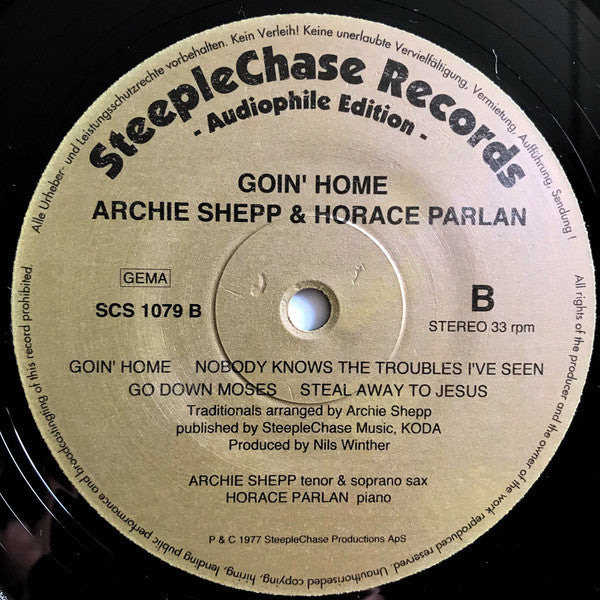 Alle Urheber- und Leistungsschutzrechte vorbehalten. Kein Verleih! Keine unerlaubte Vervielfältigung, Vermietung, Aufführung, Sendung !
SteepleChase Records
- Audiophile Edition -
GOIN' HOME
ARCHIE SHEPP & HORACE PARLAN
GEMA
SCS 1079 B
B
STEREO 33 rpm
GOIN' HOME NOBODY KNOWS THE TROUBLES I'VE SEEN
GO DOWN MOSES STEAL AWAY TO JESUS
Traditionals arranged by Archie Shepp
published by SteepleChase Music, KODA
Produced by Nils Winther
ARCHIE SHEPP tenor & soprano sax
HORACE PARLAN piano
P & C 1977 SteepleChase Productions ApS
All rights of the producer and the owner of the work reproduced reserved. Unauthoriseded copying, hiring, lending public performance and broadcastingting of this record prohibited.